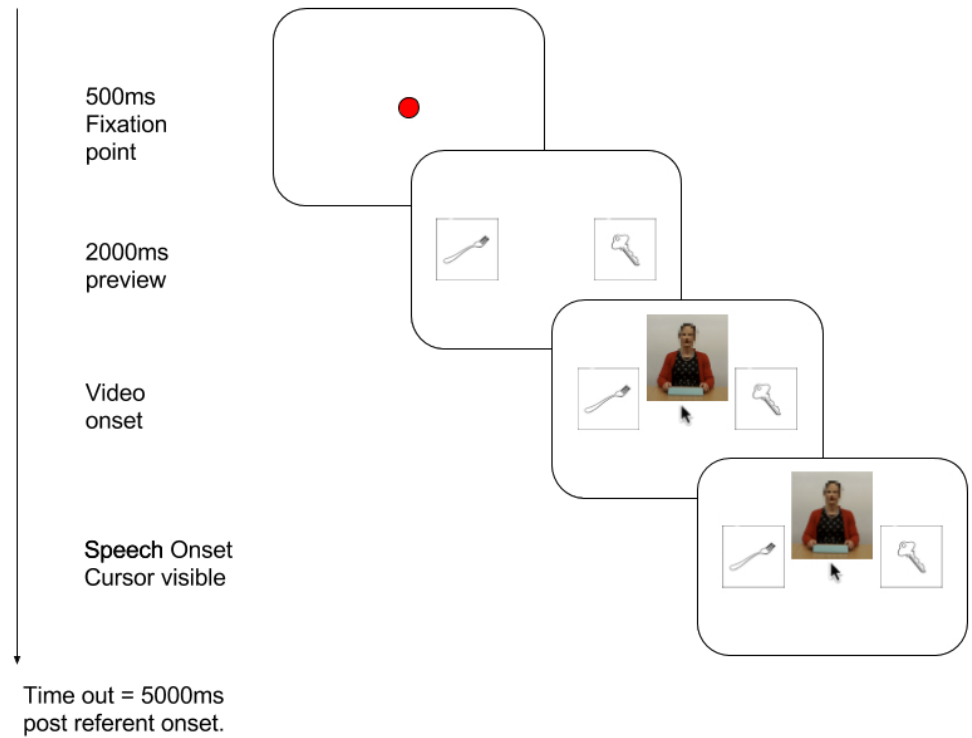 500ms
Fixation
point
2000ms
preview
Video
onset
Speech Onset
Cursor visible
Time out = 5000ms
post referent onset.